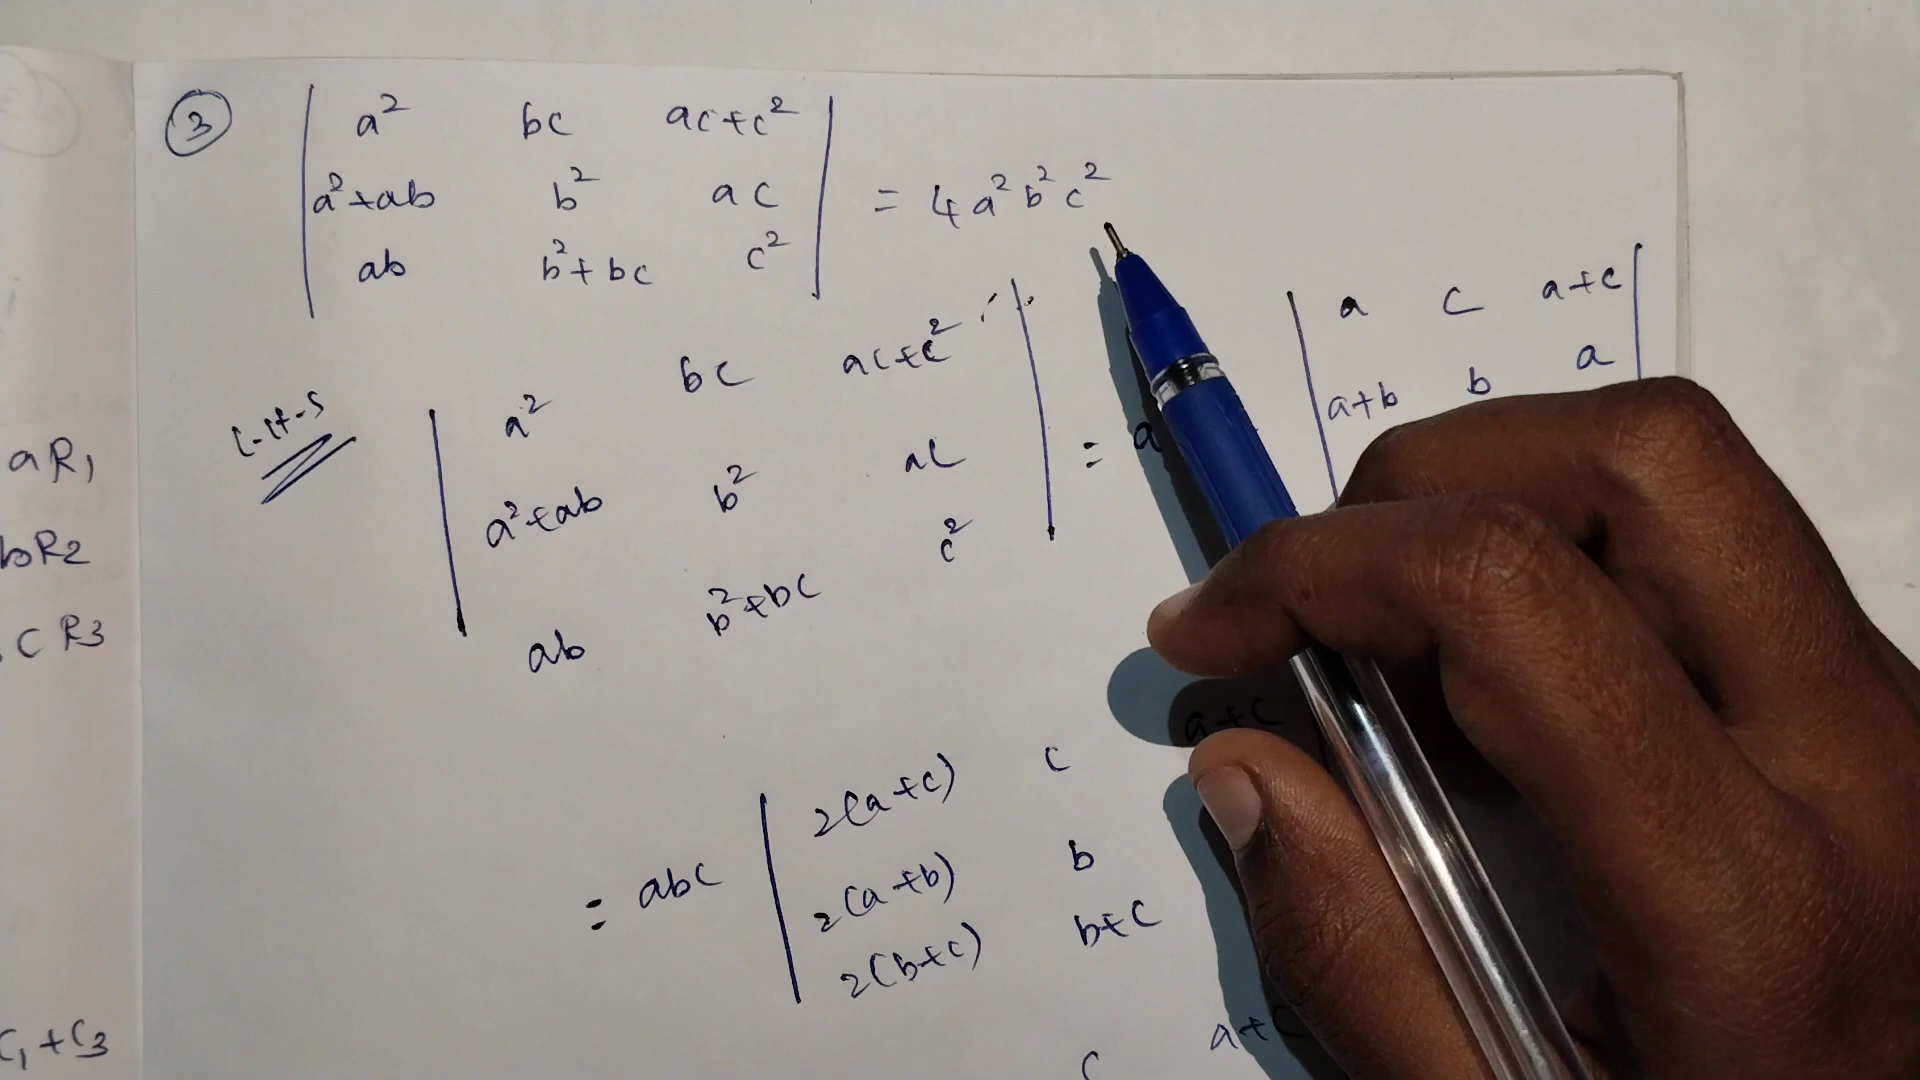 3
a² bc ac+c²
a²+ab b² ac = 4a²b²c²
ab b²+bc c²
L-H-S
a² bc ac+c²
a²+ab b² ac = a
ab b²+bc c²
a c a+c
a+b b a
= abc
2(a+c) c a+c
2(a+b) b
2(b+c) b+c
c a+c
aR₁
bR2
CR3
C₁+C3